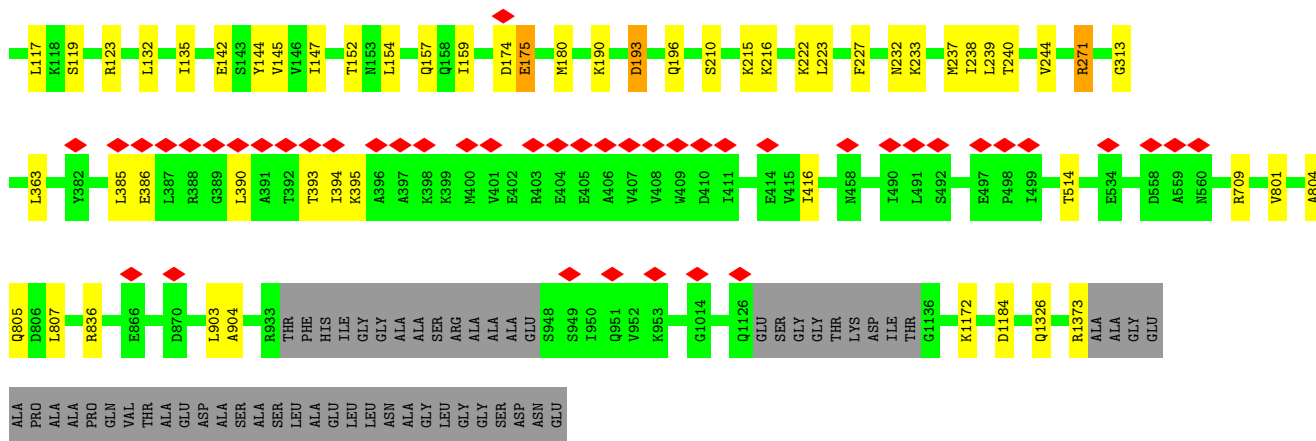 L117 K118 S119 R123 L132 I135 E142 S143 Y144 V145 V146 I147 T152 N153 L154 Q157 Q158 I159 D174 E175 M180 K190 D193 Q196 S210 K215 K216 K222 L223 F227 N232 K233 M237 I238 L239 T240 V244 R271 G313
L363 Y382 L385 E386 L387 R388 G389 L390 A391 T392 T393 I394 K395 A396 A397 K398 K399 M400 V401 E402 R403 E404 E405 A406 V407 V408 W409 D410 I411 E414 V415 I416 N458 I490 L491 S492 E497 P498 I499 T514 E534 D558 A559 N560 R709 V801 A804
Q805 D806 L807 R836 E866 D870 L903 A904 R933 THR PHE HIS ILE GLY GLY ALA ALA SER ARG ALA ALA ALA GLU S948 S949 I950 Q951 V952 K953 G1014 Q1126 GLU SER GLY GLY THR LYS ASP ILE THR G1136 K1172 D1184 Q1326 R1373 ALA ALA GLY GLU
ALA PRO ALA ALA PRO GLN VAL THR ALA GLU ASP ALA SER ALA SER LEU ALA GLU LEU LEU ASN ALA GLY LEU GLY GLY SER ASP ASN GLU